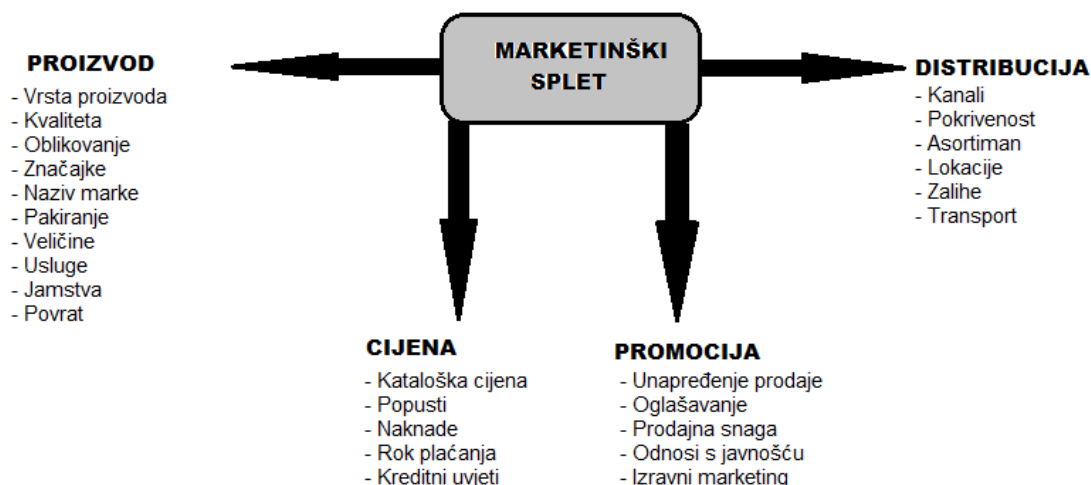 MARKETINŠKI
SPLET
PROIZVOD
- Vrsta proizvoda
- Kvaliteta
- Oblikovanje
- Značajke
- Naziv marke
- Pakiranje
- Veličine
- Usluge
- Jamstva
- Povrat
CIJENA
- Kataloška cijena
- Popusti
- Naknade
- Rok plaćanja
- Kreditni uvjeti
PROMOCIJA
- Unapređenje prodaje
- Oglašavanje
- Prodajna snaga
- Odnosi s javnošću
- Izravni marketing
DISTRIBUCIJA
- Kanali
- Pokrivenost
- Asortiman
- Lokacije
- Zalihe
- Transport